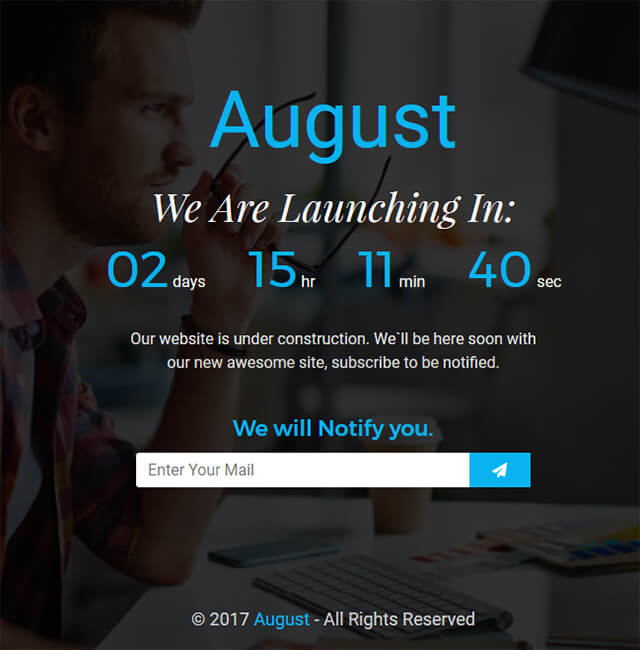 August
We Are Launching In:
02 days 15 hr 11 min 40 sec
Our website is under construction. We`ll be here soon with
our new awesome site, subscribe to be notified.
We will Notify you.
Enter Your Mail
© 2017 August - All Rights Reserved